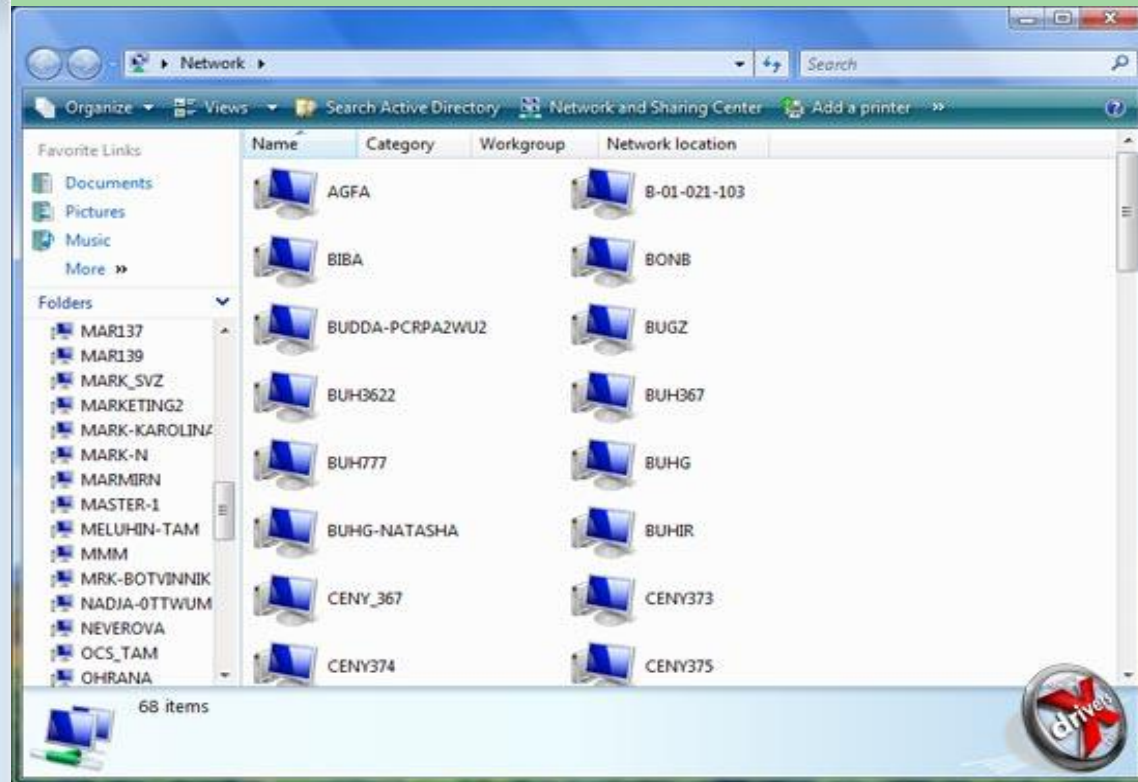 Network
Search
Organize Views Search Active Directory Network and Sharing Center Add a printer »
Favorite Links
Documents
Pictures
Music
More »
Folders
MAR137
MAR139
MARK_SVZ
MARKETING2
MARK-KAROLINA
MARK-N
MARMIRN
MASTER-1
MELUHIN-TAM
MMM
MRK-BOTVINNIK
NADJA-0TTWUM
NEVEROVA
OCS_TAM
OHRANA
Name Category Workgroup Network location
AGFA B-01-021-103
BIBA BONB
BUDDA-PCRPA2WU2 BUGZ
BUH3622 BUH367
BUH777 BUHG
BUHG-NATASHA BUHIR
CENY_367 CENY373
CENY374 CENY375
68 items
X
drivers